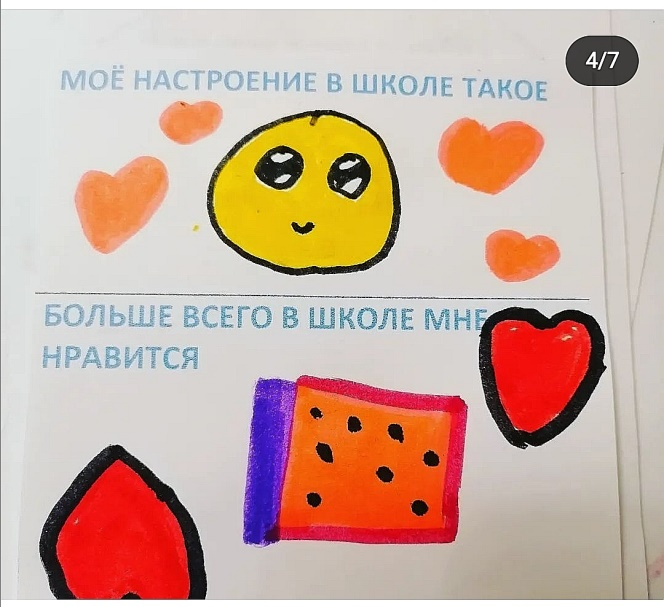 4/7
МОЁ НАСТРОЕНИЕ В ШКОЛЕ ТАКОЕ
БОЛЬШЕ ВСЕГО В ШКОЛЕ МНЕ
НРАВИТСЯ